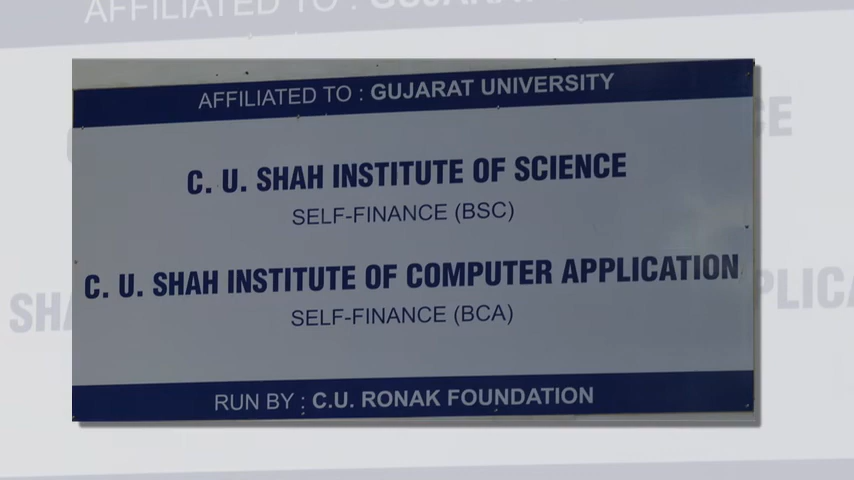 AFFILIATED TO : GUJARAT UNIVERSITY
C. U. SHAH INSTITUTE OF SCIENCE
SELF-FINANCE (BSC)
C. U. SHAH INSTITUTE OF COMPUTER APPLICATION
SELF-FINANCE (BCA)
RUN BY : C.U. RONAK FOUNDATION